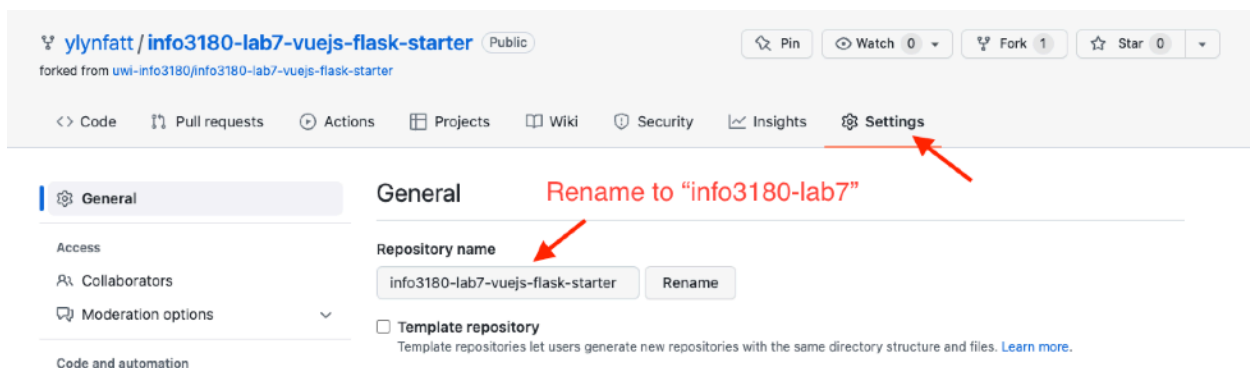 ylynfatt / info3180-lab7-vuejs-flask-starter Public Pin Watch 0 Fork 1 Star 0
forked from uwi-info3180/info3180-lab7-vuejs-flask-starter
<> Code Pull requests Actions Projects Wiki Security Insights Settings
General
Access
Collaborators
Moderation options
Code and automation
General
Rename to “info3180-lab7”
Repository name
info3180-lab7-vuejs-flask-starter Rename
Template repository
Template repositories let users generate new repositories with the same directory structure and files. Learn more.